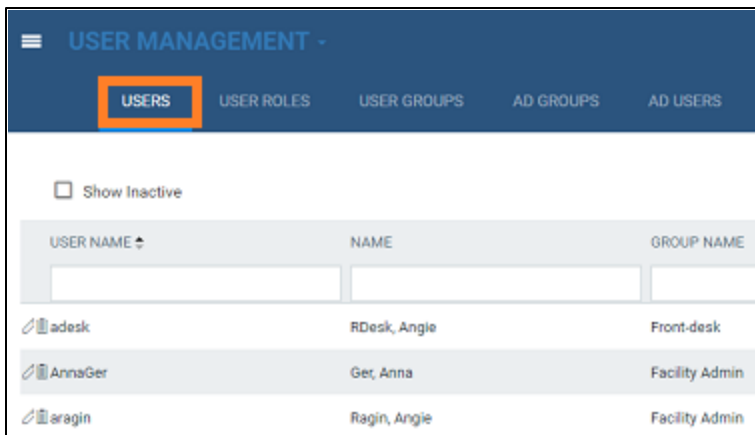 USER MANAGEMENT
USERS USER ROLES USER GROUPS AD GROUPS AD USERS
Show Inactive
USER NAME NAME GROUP NAME
adesk RDesk, Angie Front-desk
AnnaGer Ger, Anna Facility Admin
aragin Ragin, Angie Facility Admin